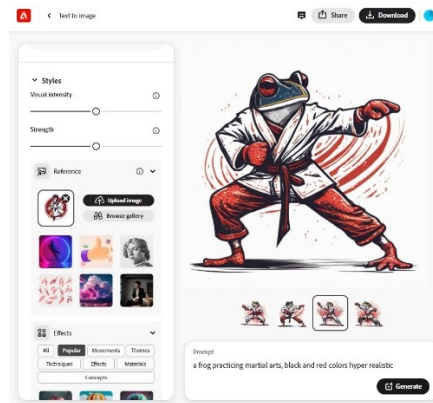 Text to image
Share
Download
Styles
Visual intensity
Strength
Reference
Upload image
Browse gallery
Effects
All
Popular
Movements
Themes
Techniques
Effects
Materials
Concepts
Prompt
a frog practicing martial arts, black and red colors hyper realistic
Generate